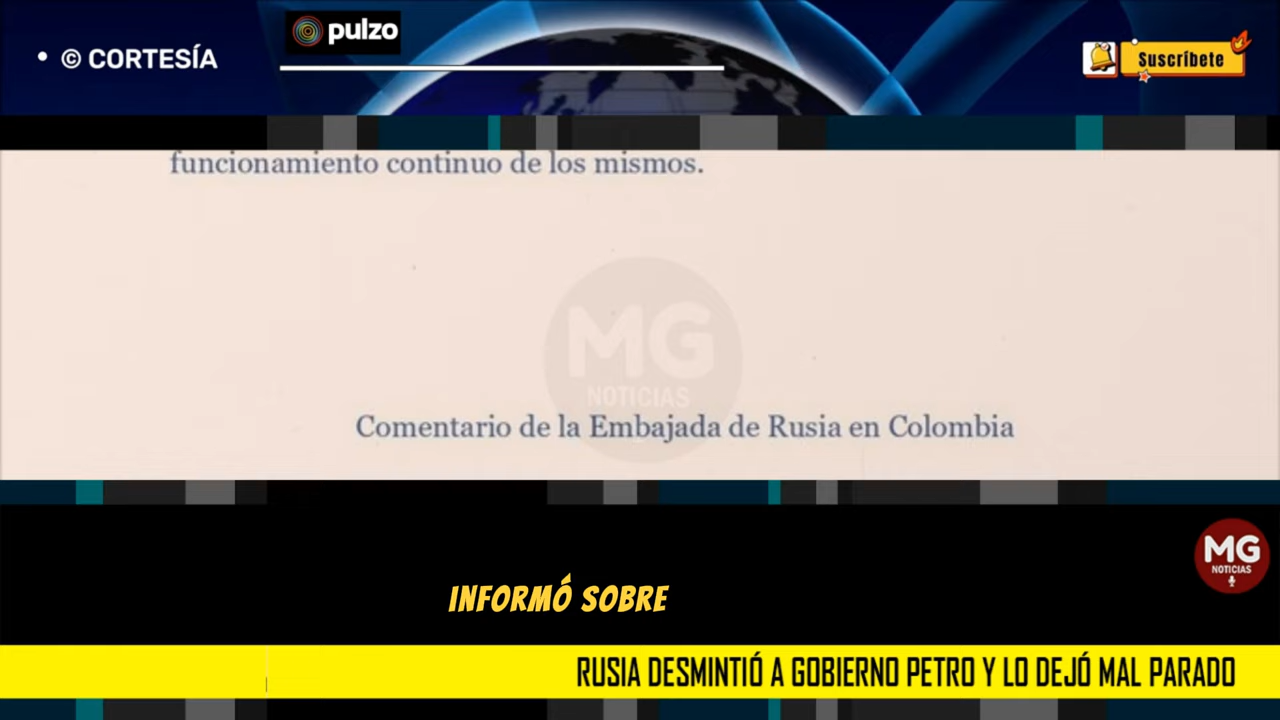 • © CORTESÍA
pulzo
Suscríbete
funcionamiento continuo de los mismos.
MG
NOTICIAS
Comentario de la Embajada de Rusia en Colombia
MG
NOTICIAS
INFORMÓ SOBRE
RUSIA DESMINTIÓ A GOBIERNO PETRO Y LO DEJÓ MAL PARADO